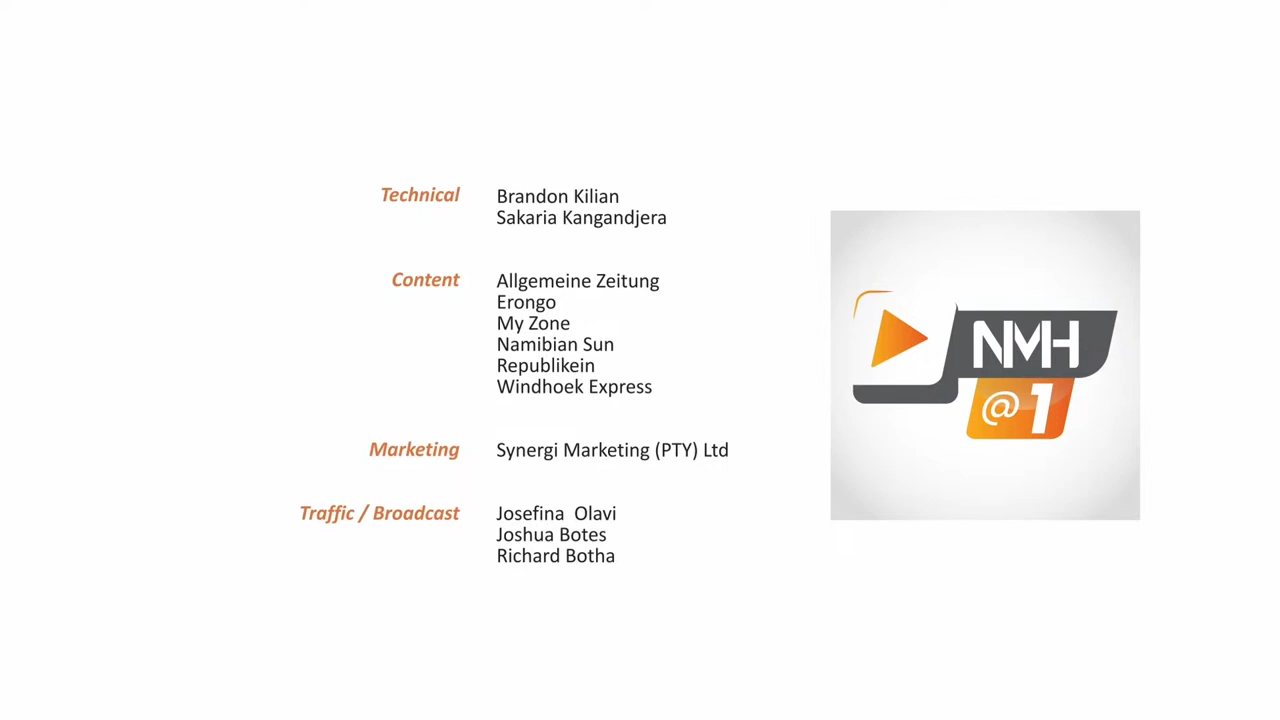 Technical Brandon Kilian
Sakaria Kangandjera
Content Allgemeine Zeitung
Erongo
My Zone
Namibian Sun
Republikein
Windhoek Express
Marketing Synergi Marketing (PTY) Ltd
Traffic / Broadcast Josefina  Olavi
Joshua Botes
Richard Botha
NMH
@1